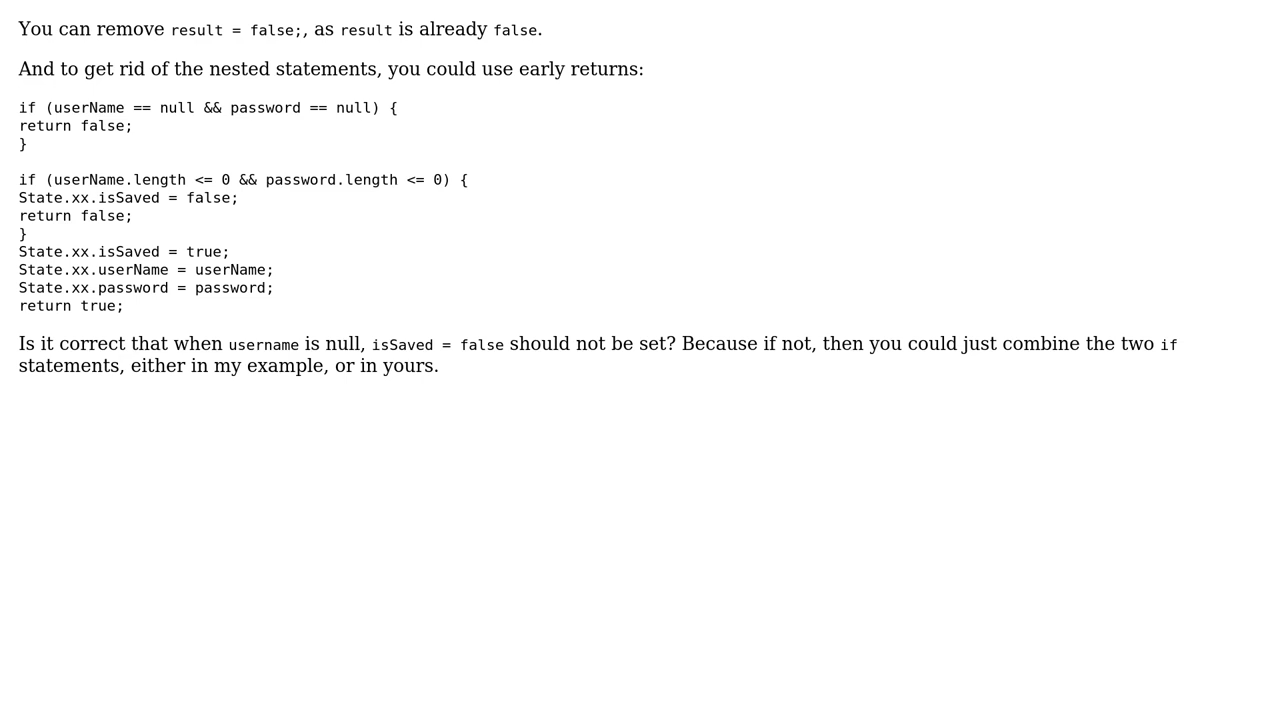 You can remove result = false;, as result is already false.
And to get rid of the nested statements, you could use early returns:
if (userName == null && password == null) {
return false;
}
if (userName.length <= 0 && password.length <= 0) {
State.xx.isSaved = false;
return false;
}
State.xx.isSaved = true;
State.xx.userName = userName;
State.xx.password = password;
return true;
Is it correct that when username is null, isSaved = false should not be set? Because if not, then you could just combine the two if
statements, either in my example, or in yours.